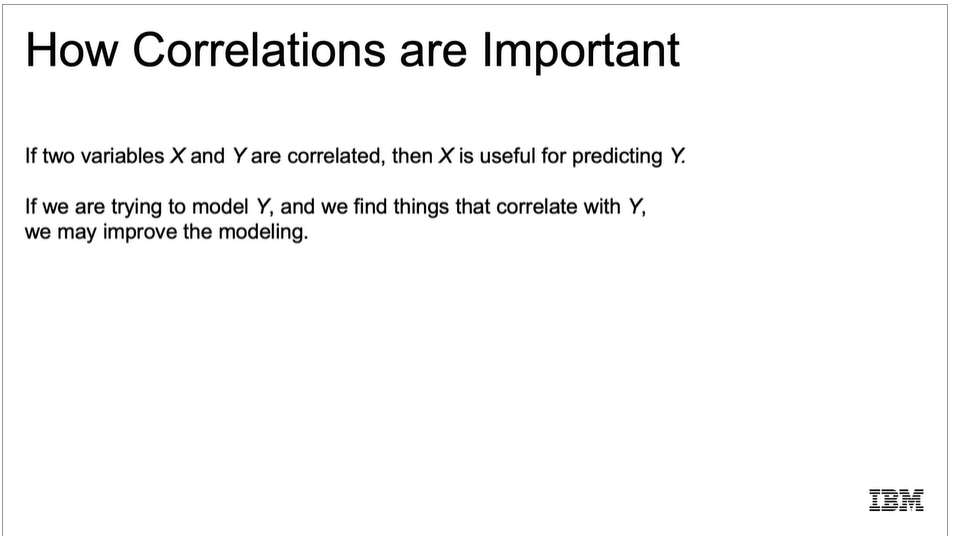 How Correlations are Important
If two variables X and Y are correlated, then X is useful for predicting Y.
If we are trying to model Y, and we find things that correlate with Y,
we may improve the modeling.
IBM